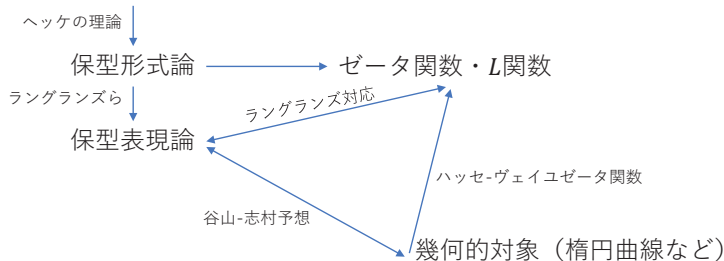 ヘッケの理論
保型形式論
ゼータ関数・L関数
ラングランズら
ラングランズ対応
保型表現論
ハッセ-ヴェイユゼータ関数
谷山-志村予想
幾何的対象（楕円曲線など）